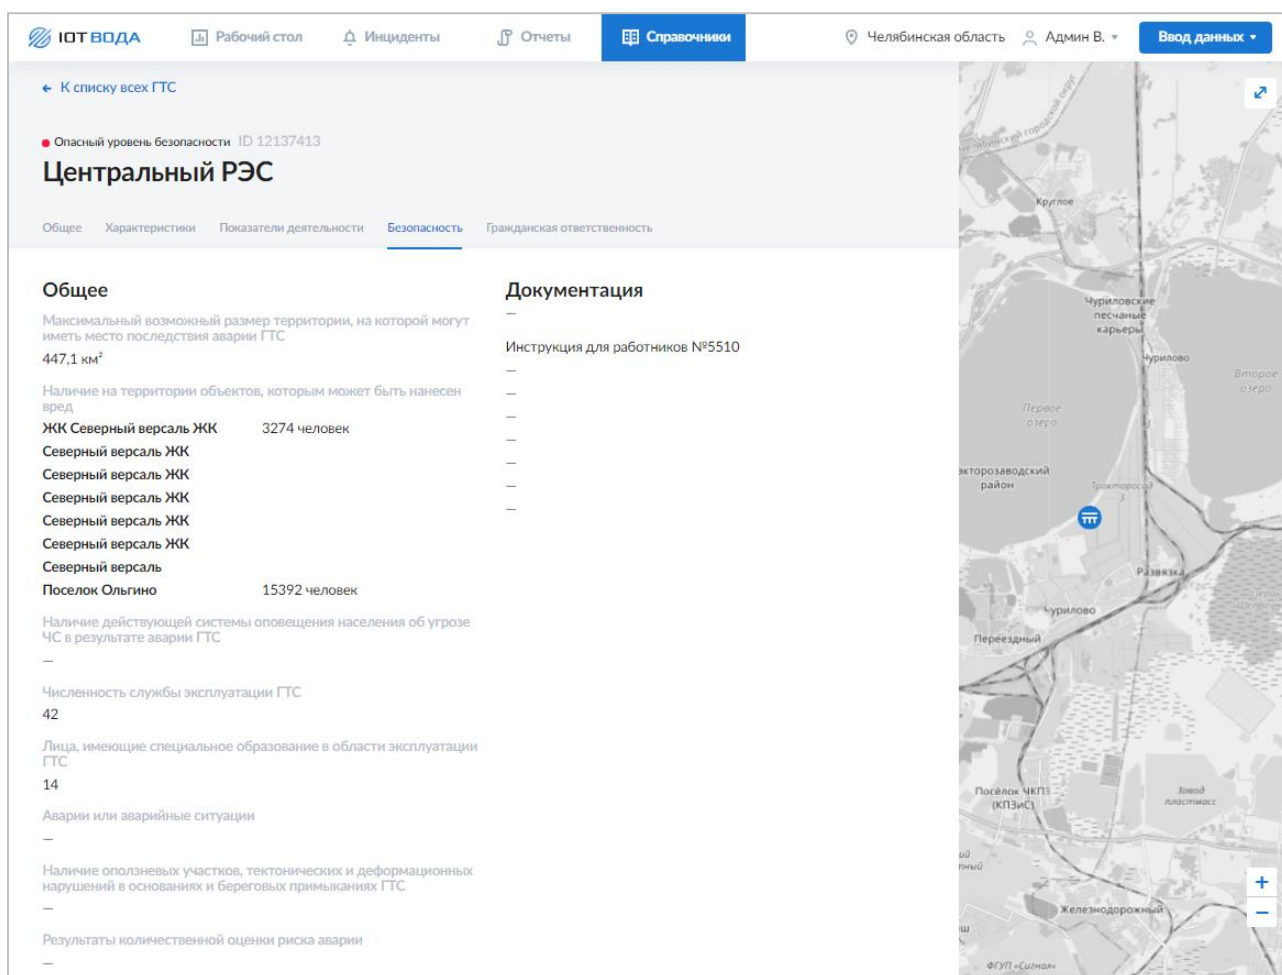 IОТ ВОДА
Рабочий стол
Инциденты
Отчеты
Справочники
Челябинская область
Админ В.
Ввод данных
К списку всех ГТС
Опасный уровень безопасности ID 12137413
Центральный РЭС
Общее
Характеристики
Показатели деятельности
Безопасность
Гражданская ответственность
Общее
Максимальный возможный размер территории, на которой могут
иметь место последствия аварии ГТС
447,1 км²
Наличие на территории объектов, которым может быть нанесен
вред
ЖК Северный версаль ЖК 3274 человек
Северный версаль ЖК
Северный версаль ЖК
Северный версаль ЖК
Северный версаль ЖК
Северный версаль ЖК
Северный версаль
Поселок Ольгино 15392 человек
Наличие действующей системы оповещения населения об угрозе
ЧС в результате аварии ГТС
—
Численность службы эксплуатации ГТС
42
Лица, имеющие специальное образование в области эксплуатации
ГТС
14
Аварии или аварийные ситуации
—
Наличие оползневых участков, тектонических и деформационных
нарушений в основаниях и береговых примыканиях ГТС
—
Результаты количественной оценки риска аварии
—
Документация
—
Инструкция для работников №5510
—
—
—
—
—
—
—
Круглое
Чуриловские
песчаные
карьеры
Чурилово
Второе
озеро
Первое
озеро
район
Тракторосад
3
Развязка
Чурилово
Переездный
Посёлок ЧКПЗ
(КПЗиС)
Завод
пластмасс
+
−
Железнодорожный
ФГУП «Сигнал»